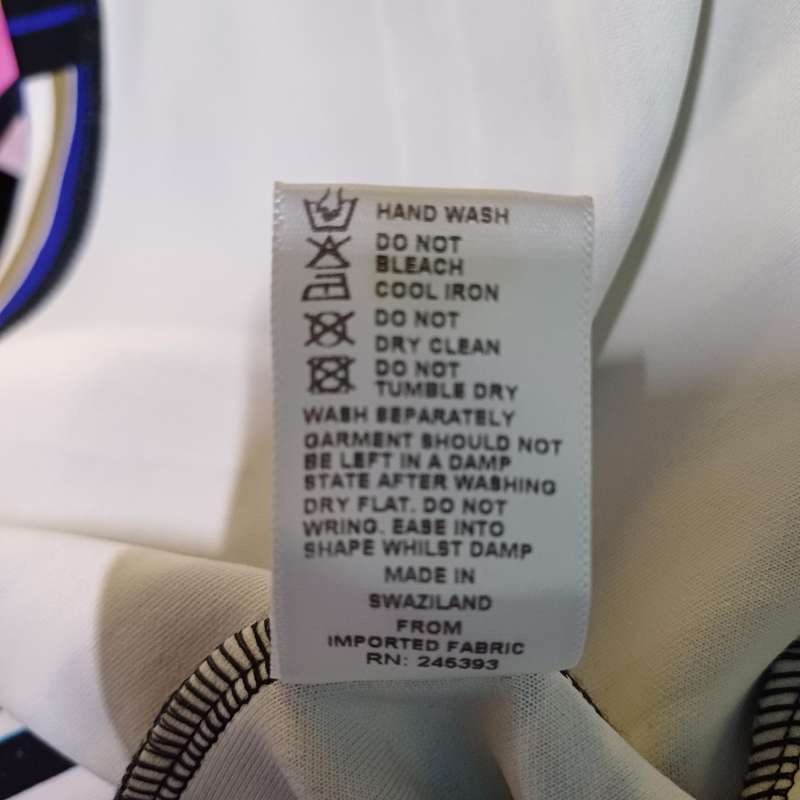 HAND WASH
DO NOT
BLEACH
COOL IRON
DO NOT
DRY CLEAN
DO NOT
TUMBLE DRY
WASH SEPARATELY
GARMENT SHOULD NOT
BE LEFT IN A DAMP
STATE AFTER WASHING
DRY FLAT. DO NOT
WRING. EASE INTO
SHAPE WHILST DAMP
MADE IN
SWAZILAND
FROM
IMPORTED FABRIC
RN: 245393